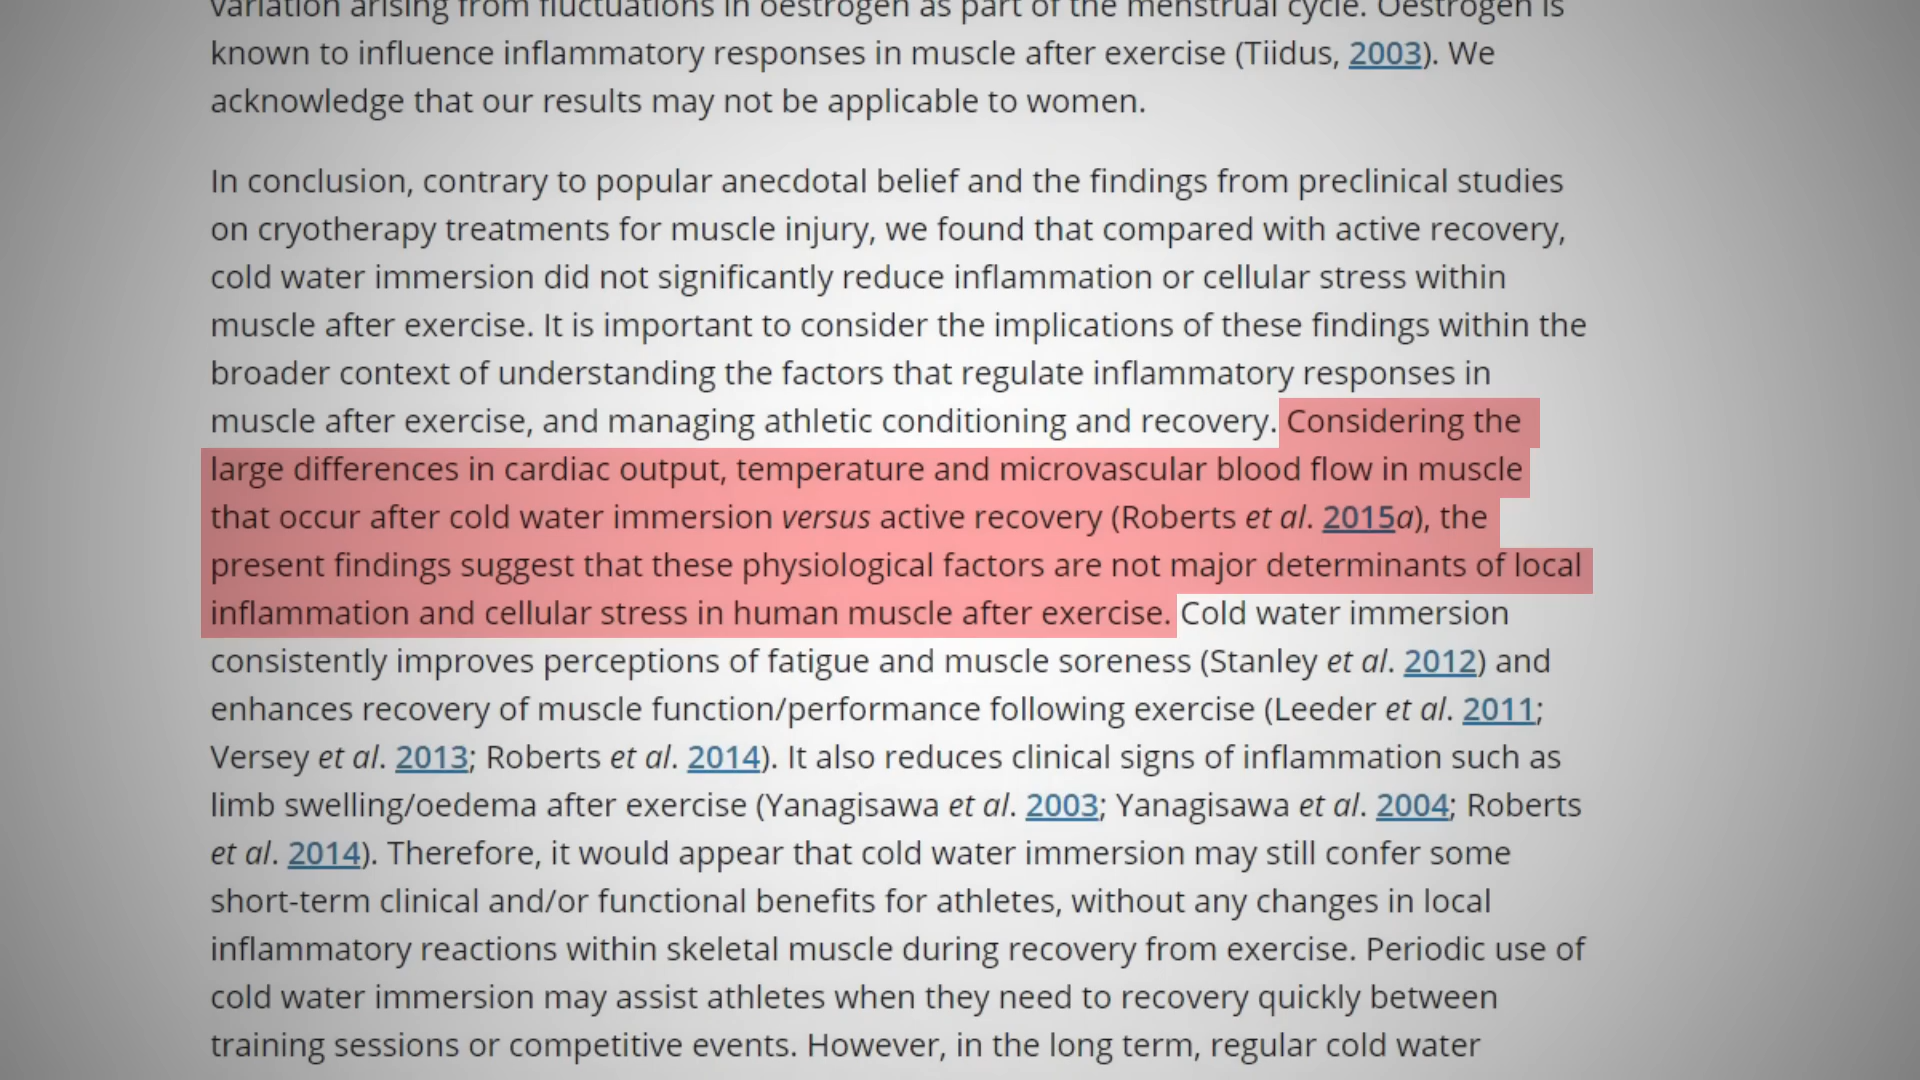 variation arising from fluctuations in oestrogen as part of the menstrual cycle. Oestrogen is
known to influence inflammatory responses in muscle after exercise (Tiidus, 2003). We
acknowledge that our results may not be applicable to women.
In conclusion, contrary to popular anecdotal belief and the findings from preclinical studies
on cryotherapy treatments for muscle injury, we found that compared with active recovery,
cold water immersion did not significantly reduce inflammation or cellular stress within
muscle after exercise. It is important to consider the implications of these findings within the
broader context of understanding the factors that regulate inflammatory responses in
muscle after exercise, and managing athletic conditioning and recovery. Considering the
large differences in cardiac output, temperature and microvascular blood flow in muscle
that occur after cold water immersion versus active recovery (Roberts et al. 2015a), the
present findings suggest that these physiological factors are not major determinants of local
inflammation and cellular stress in human muscle after exercise. Cold water immersion
consistently improves perceptions of fatigue and muscle soreness (Stanley et al. 2012) and
enhances recovery of muscle function/performance following exercise (Leeder et al. 2011;
Versey et al. 2013; Roberts et al. 2014). It also reduces clinical signs of inflammation such as
limb swelling/oedema after exercise (Yanagisawa et al. 2003; Yanagisawa et al. 2004; Roberts
et al. 2014). Therefore, it would appear that cold water immersion may still confer some
short-term clinical and/or functional benefits for athletes, without any changes in local
inflammatory reactions within skeletal muscle during recovery from exercise. Periodic use of
cold water immersion may assist athletes when they need to recovery quickly between
training sessions or competitive events. However, in the long term, regular cold water